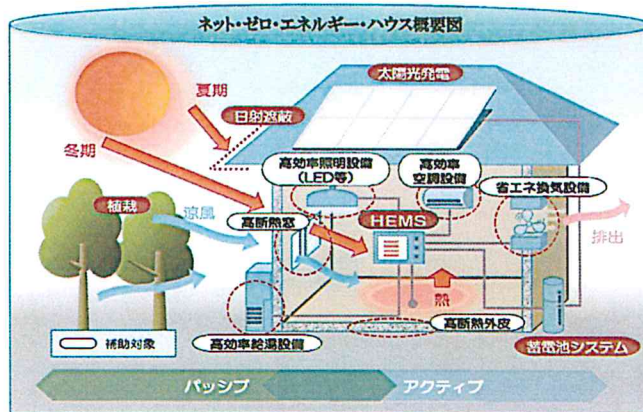 ネット・ゼロ・エネルギー・ハウス概要図
太陽光発電
夏期
日射遮蔽
冬期
高効率照明設備
(LED等)
高効率
空調設備
省エネ換気設備
植栽
涼風
高断熱窓
HEMS
排出
熱
高断熱外皮
補助対象
高効率給湯設備
蓄電池システム
パッシブ
アクティブ